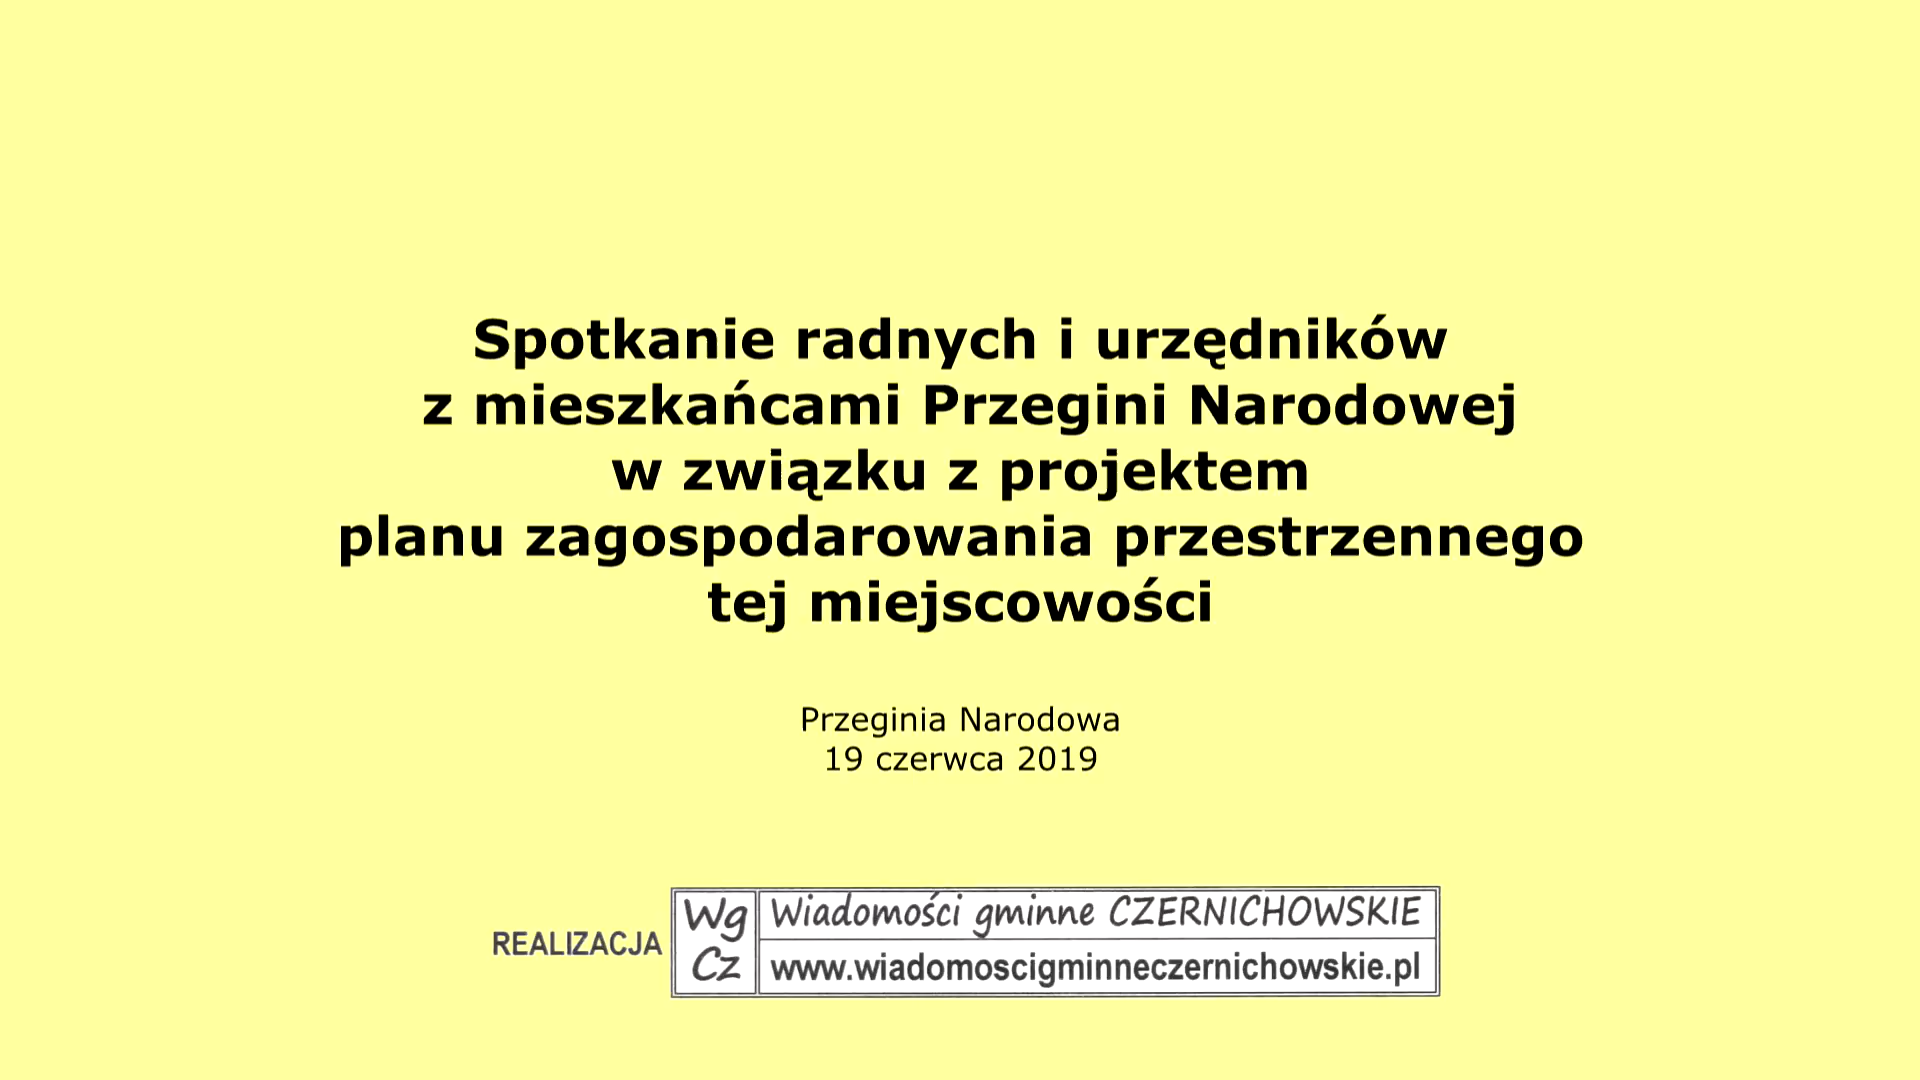 Spotkanie radnych i urzędników
z mieszkańcami Przegini Narodowej
w związku z projektem
planu zagospodarowania przestrzennego
tej miejscowości
Przeginia Narodowa
19 czerwca 2019
REALIZACJA
Wg
Cz
Wiadomości gminne CZERNICHOWSKIE
www.wiadomoscigminneczernichowskie.pl